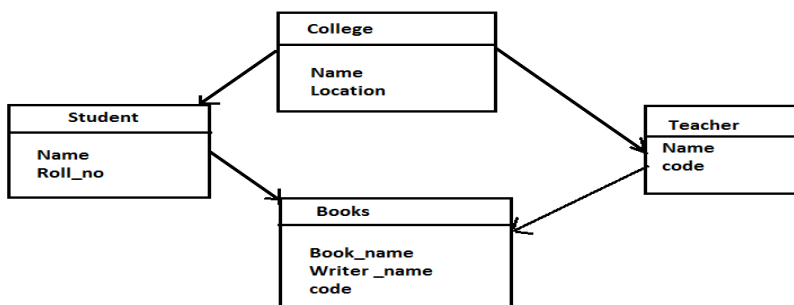 College
Name
Location
Student
Name
Roll_no
Teacher
Name
code
Books
Book_name
Writer _name
code